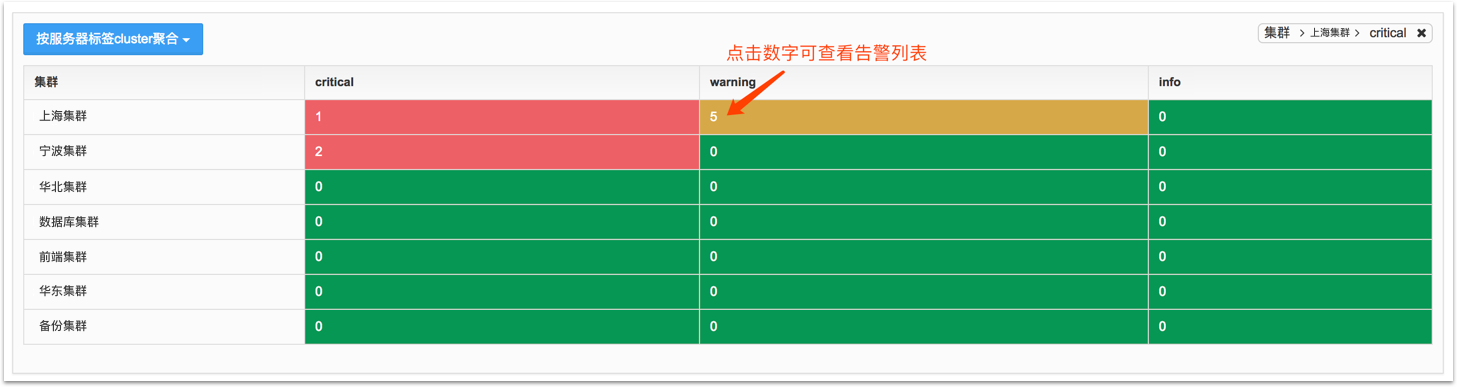 按服务器标签cluster聚合
集群 > 上海集群 > critical ✖
点击数字可查看告警列表
集群 critical warning info
上海集群 1 5 0
宁波集群 2 0 0
华北集群 0 0 0
数据库集群 0 0 0
前端集群 0 0 0
华东集群 0 0 0
备份集群 0 0 0